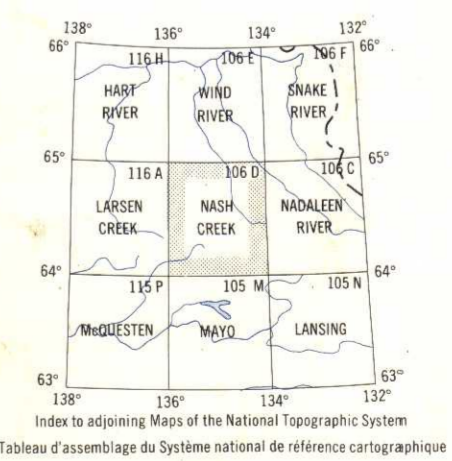 138° 136° 134° 132°
66° 66°
116 H 106 E 106 F
HART WIND SNAKE
RIVER RIVER RIVER
65° 65°
116 A 106 D 106 C
LARSEN NASH NADALEEN
CREEK CREEK RIVER
64° 64°
115 P 105 M 105 N
McQUESTEN MAYO LANSING
63° 63°
138° 136° 134° 132°
Index to adjoining Maps of the National Topographic System
Tableau d'assemblage du Système national de référence cartographique